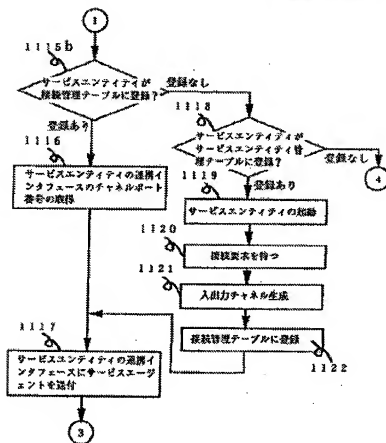 1
1115b
サービスエンティティが
接続管理テーブルに登録?
登録なし
登録あり
1118
サービスエンティティが
サービスエンティティ管
理テーブルに登録?
登録なし
4
登録あり
1116
サービスエンティティの連携イ
ンタフェースのチャネルポート
番号の取得
1119
サービスエンティティの起動
1120
接続要求を待つ
1121
入出力チャネル生成
接続管理テーブルに登録
1122
1117
サービスエンティティの連携イ
ンタフェースにサービスエージ
ェントを送付
3